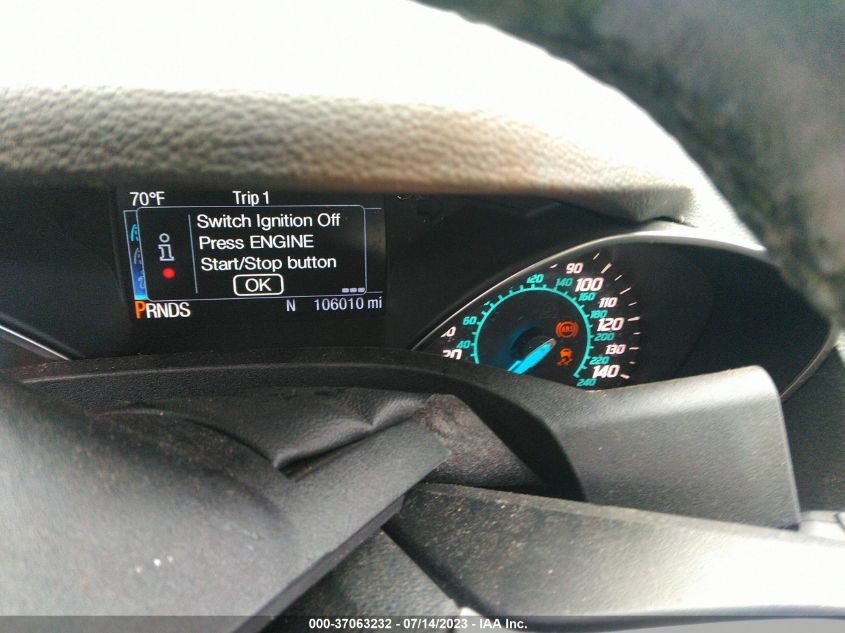 70°F Trip 1
Switch Ignition Off
Press ENGINE
Start/Stop button
OK
PRNDS N 106010 mi
90
120 140 100
160 110
60 180 120
ABS 200
40 130
220 140
240
000-37063232 - 07/14/2023 - IAA Inc.